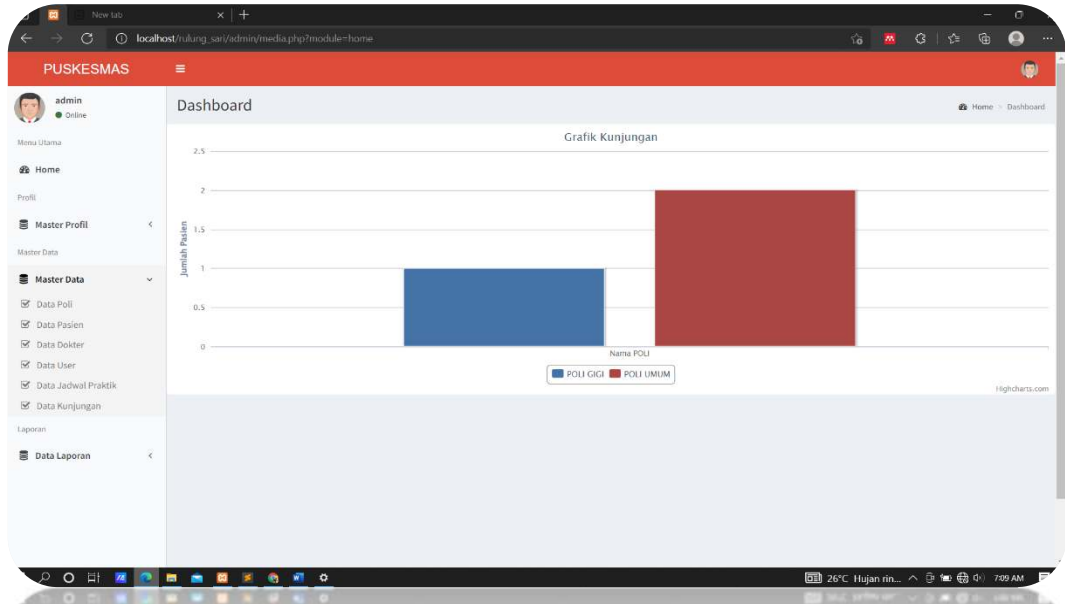 New tab
localhost/rulung_sari/admin/media.php?module=home
PUSKESMAS
admin
Online
Dashboard
Home > Dashboard
Menu Utama
Home
Profil
Master Profil
Master Data
Master Data
Data Poli
Data Pasien
Data Dokter
Data User
Data Jadwal Praktik
Data Kunjungan
Laporan
Data Laporan
Grafik Kunjungan
Jumlah Pasien
2.5
2
1.5
1
0.5
0
Nama POLI
POLI GIGI POLI UMUM
Highcharts.com
26°C Hujan rin... 7:09 AM